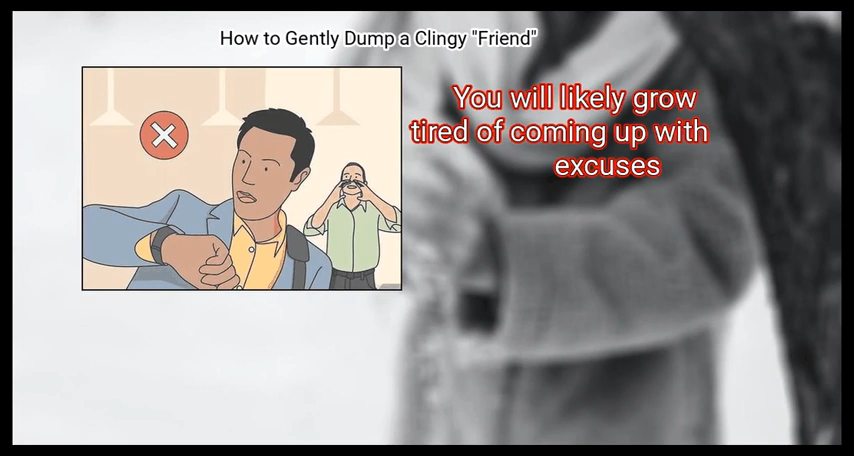 How to Gently Dump a Clingy "Friend"
You will likely grow
tired of coming up with
excuses